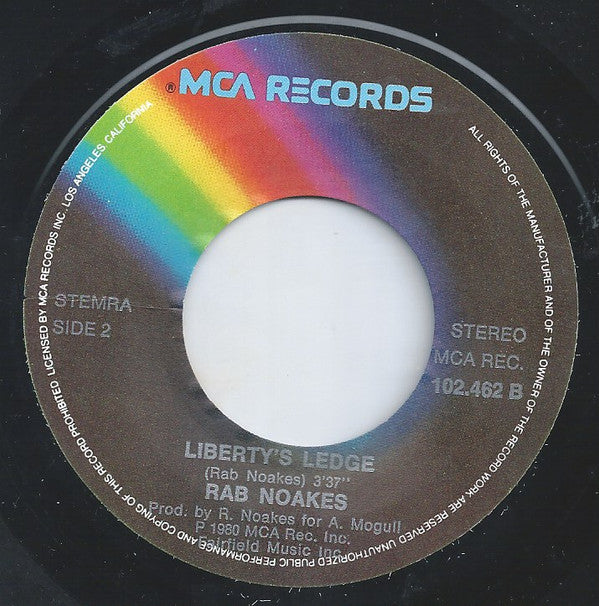 ® MCA RECORDS
STEMRA
SIDE 2
STEREO
MCA REC.
102.462 B
LIBERTY'S LEDGE
(Rab Noakes) 3'37"
RAB NOAKES
Prod. by R. Noakes for A. Mogull
P 1980 MCA Rec. Inc.
Fairfield Music Inc
ALL RIGHTS OF THE MANUFACTURER AND OF THE OWNER OF THE RECORD WORK ARE RESERVED UNAUTHORIZED PUBLIC PERFORMANCE AND COPYING OF THIS RECORD PROHIBITED LICENSED BY MCA RECORDS INC. LOS ANGELES, CALIFORNIA